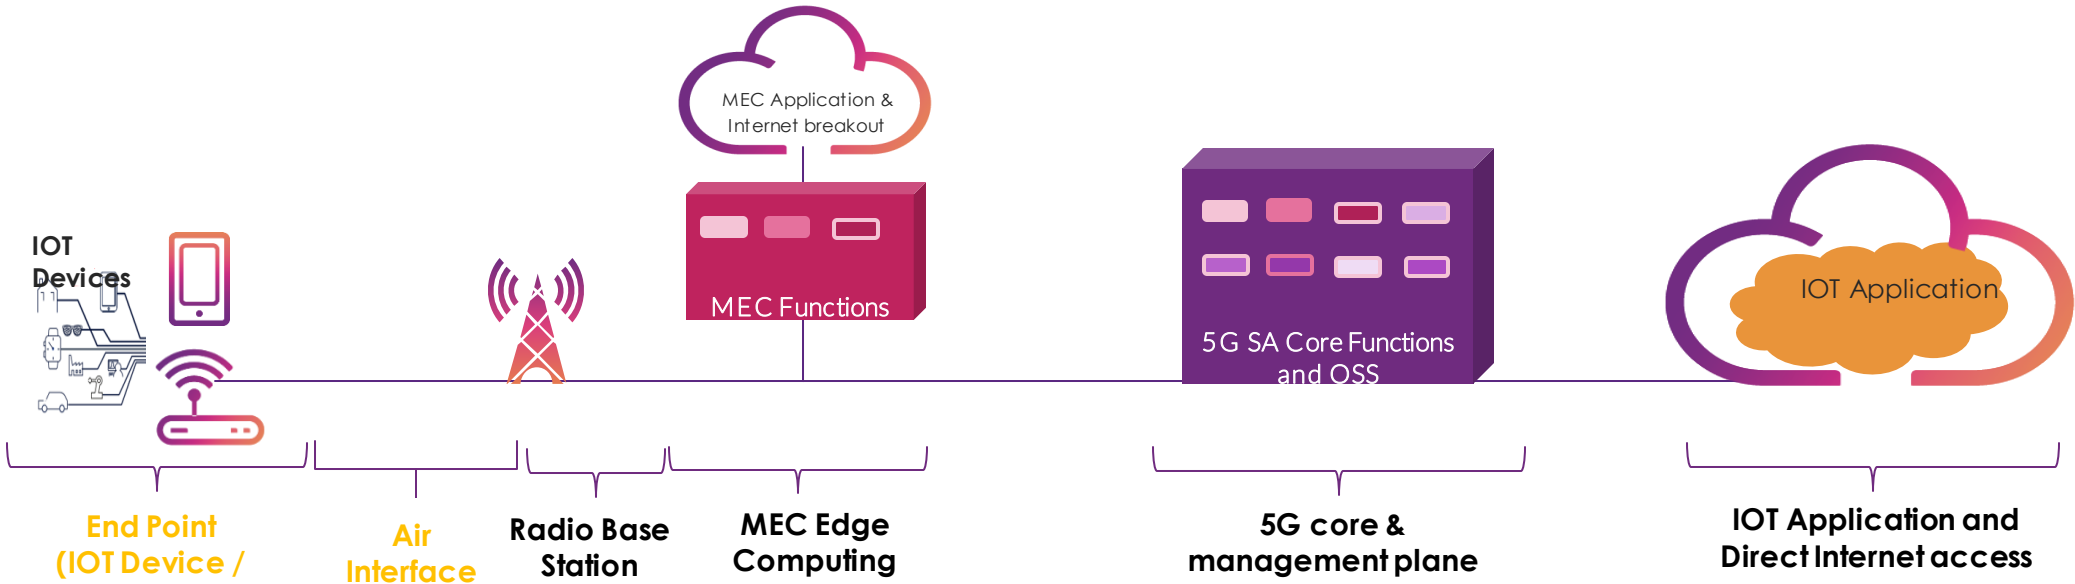 MEC Application &
Internet breakout
IOT
Devices
MEC Functions
5G SA Core Functions
and OSS
IOT Application
End Point
(IOT Device /
Air
Interface
Radio Base
Station
MEC Edge
Computing
5G core &
management plane
IOT Application and
Direct Internet access